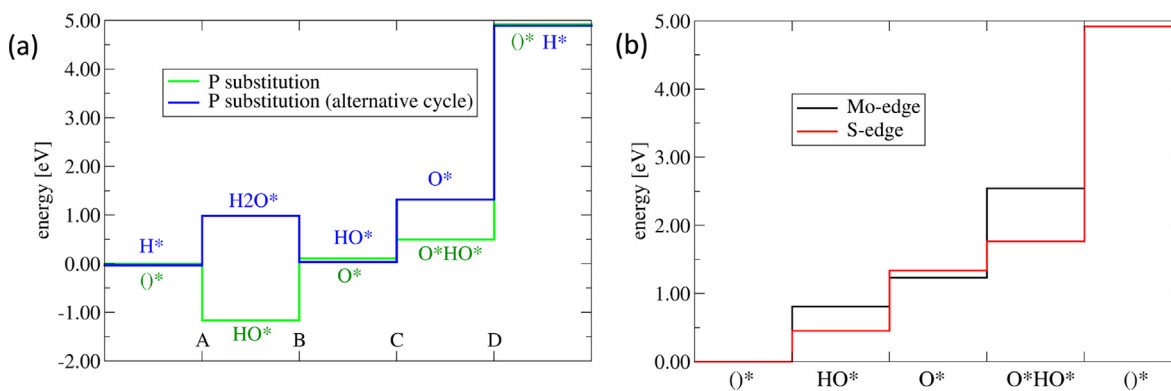 (a)
energy [eV]
5.00
4.00
3.00
2.00
1.00
0.00
-1.00
-2.00
P substitution
P substitution (alternative cycle)
()* H*
H2O*
O*
H*
HO*
()*
O*
O*HO*
HO*
A B C D
(b)
energy [eV]
5.00
4.00
3.00
2.00
1.00
0.00
Mo-edge
S-edge
()* HO* O* O*HO* ()*